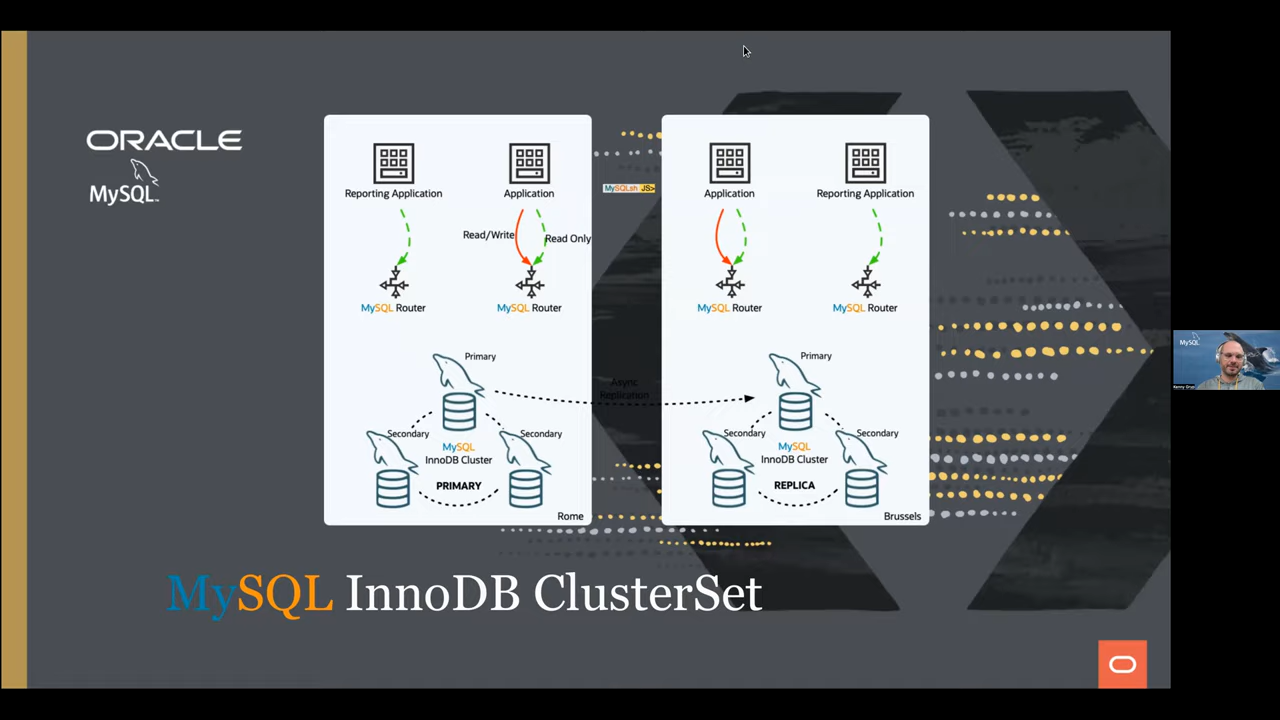 ORACLE
MySQL™
Reporting Application
Application
Read/Write
Read Only
MySQL Router
MySQL Router
Primary
Secondary
Secondary
MySQL
InnoDB Cluster
PRIMARY
Rome
MySQLsh JS>
Async
Replication
Application
Reporting Application
MySQL Router
MySQL Router
Primary
Secondary
Secondary
MySQL
InnoDB Cluster
REPLICA
Brussels
MySQL InnoDB ClusterSet
MySQL